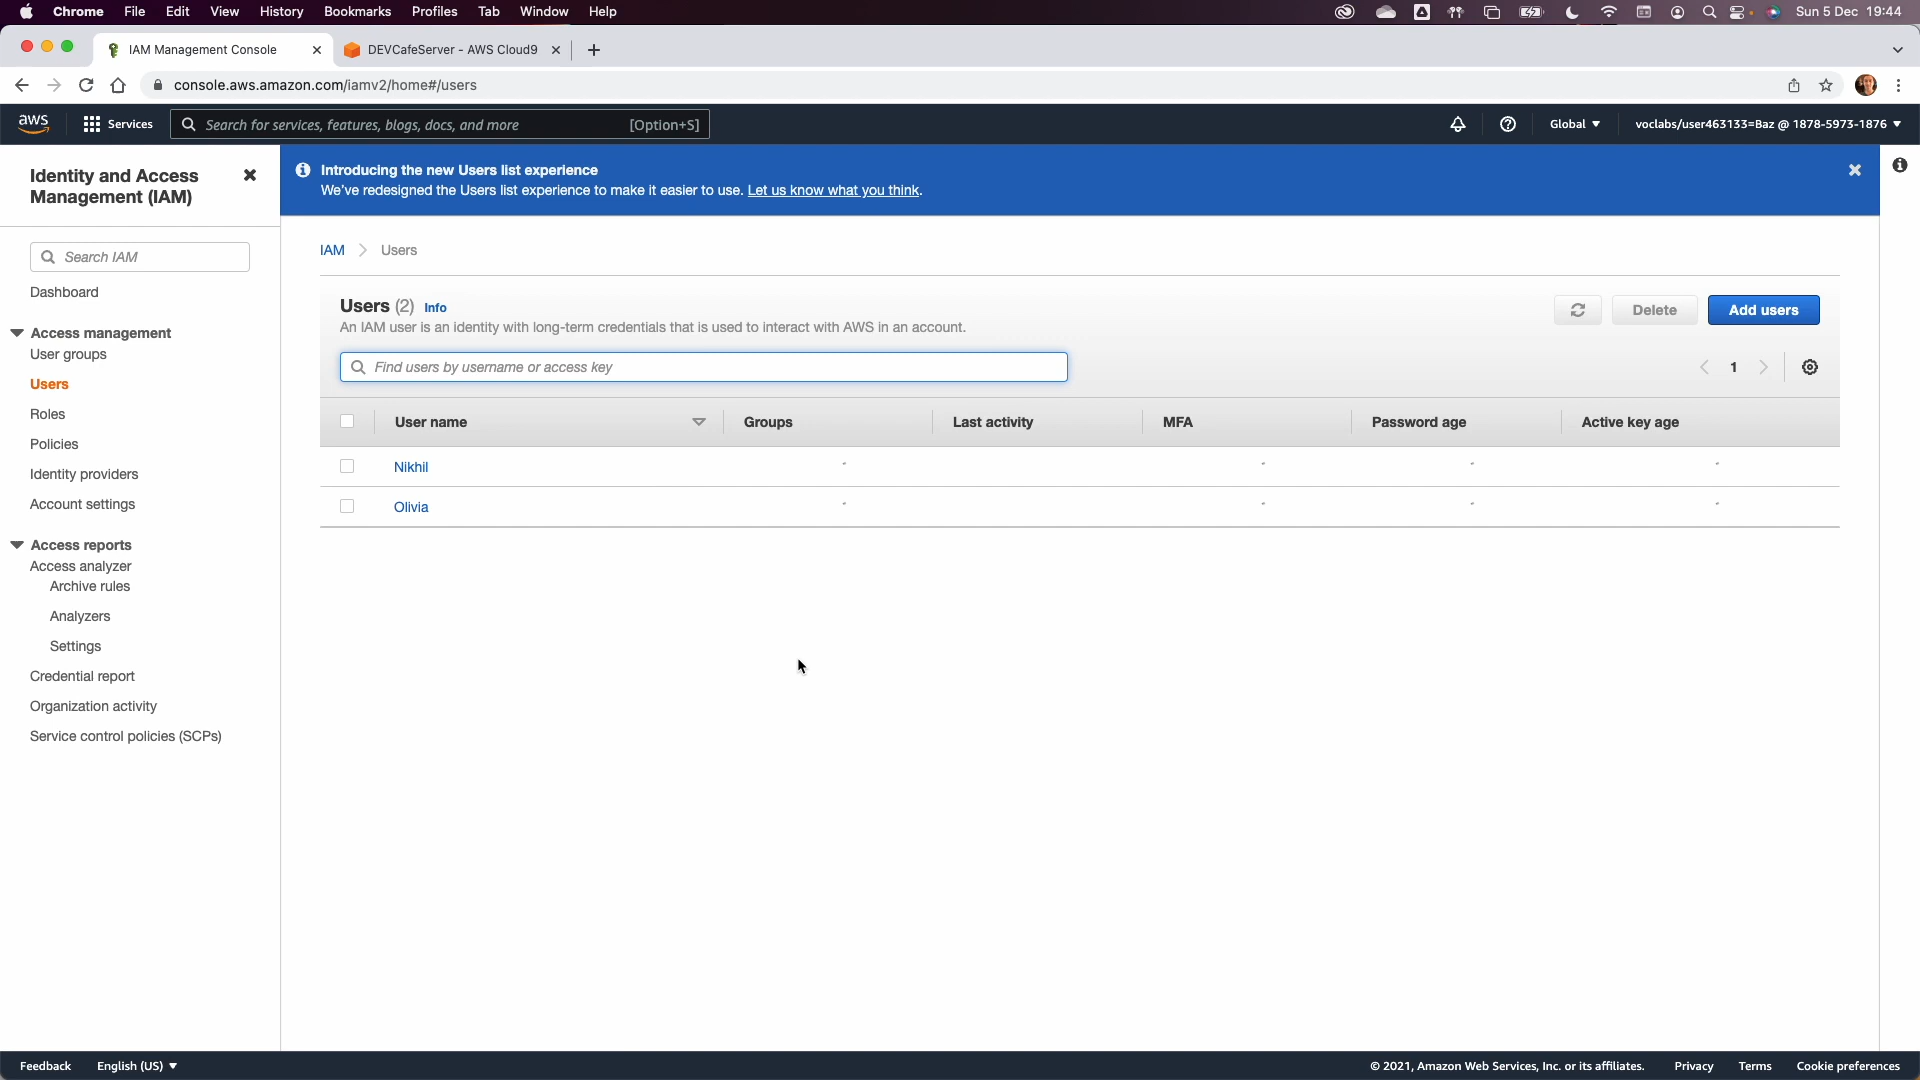 Chrome File Edit View History Bookmarks Profiles Tab Window Help Sun 5 Dec 19:44
IAM Management Console DEVCafeServer - AWS Cloud9
console.aws.amazon.com/iamv2/home#/users
aws Services Search for services, features, blogs, docs, and more [Option+S] Global voclabs/user463133=Baz @ 1878-5973-1876
Identity and Access
Management (IAM)
Search IAM
Dashboard
Access management
User groups
Users
Roles
Policies
Identity providers
Account settings
Access reports
Access analyzer
Archive rules
Analyzers
Settings
Credential report
Organization activity
Service control policies (SCPs)
Introducing the new Users list experience
We've redesigned the Users list experience to make it easier to use. Let us know what you think.
IAM > Users
Users (2) Info
An IAM user is an identity with long-term credentials that is used to interact with AWS in an account.
Delete Add users
Find users by username or access key
1
User name Groups Last activity MFA Password age Active key age
Nikhil - - - -
Olivia - - - -
Feedback English (US) © 2021, Amazon Web Services, Inc. or its affiliates. Privacy Terms Cookie preferences